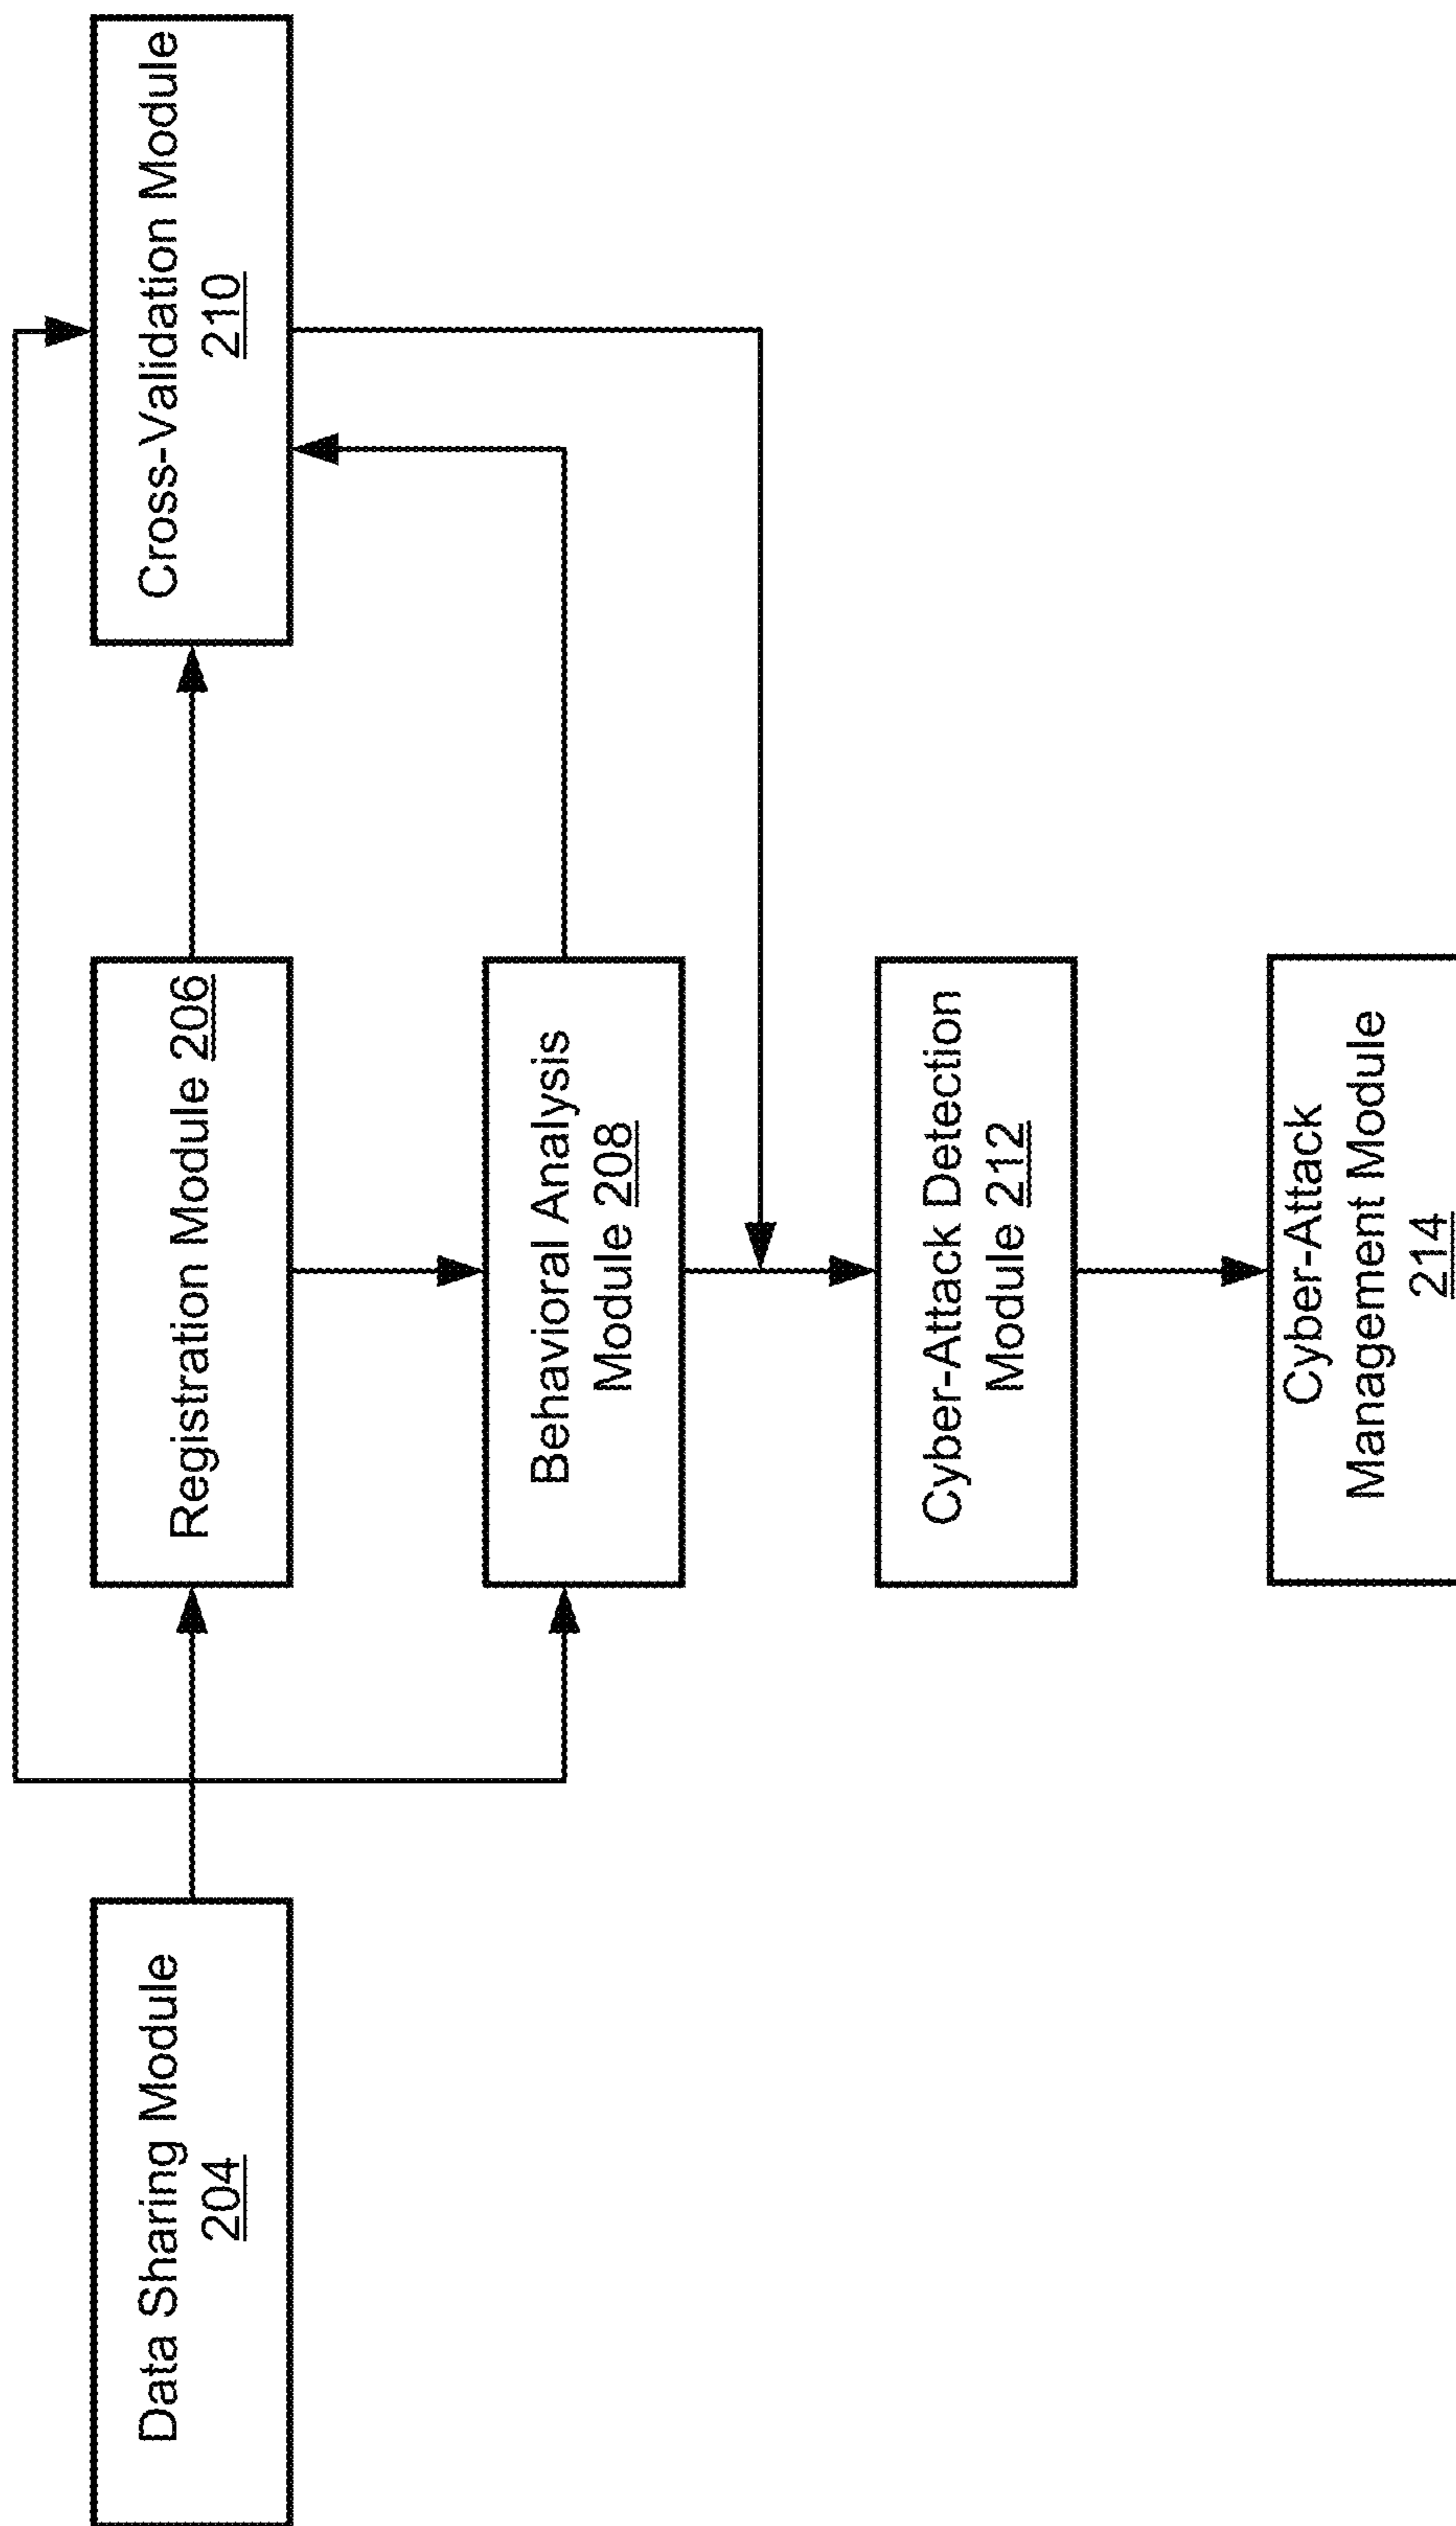 Data Sharing Module
204
Registration Module 206
Cross-Validation Module
210
Behavioral Analysis
Module 208
Cyber-Attack Detection
Module 212
Cyber-Attack
Management Module
214